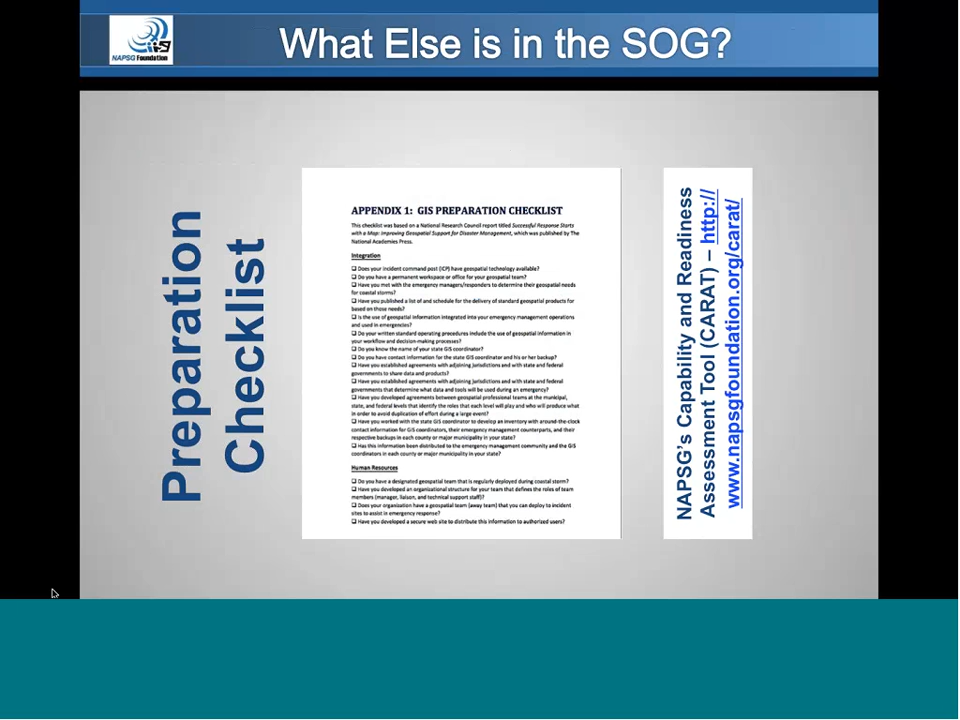 What Else is in the SOG?
NAPSG Foundation
Preparation
Checklist
APPENDIX 1: GIS PREPARATION CHECKLIST
This checklist was based on a National Research Council report titled Successful Response Starts
with a Map: Improving Geospatial Support for Disaster Management, which was published by The
National Academies Press.
Integration
❑ Does your incident command post (ICP) have geospatial technology available?
❑ Do you have a permanent workspace or office for your geospatial team?
❑ Have you met with the emergency managers/responders to determine their geospatial needs
for coastal storms?
❑ Have you published a list of and schedule for the delivery of standard geospatial products for
based on those needs?
❑ Is the use of geospatial information integrated into your emergency management operations
and used in emergencies?
❑ Do your written standard operating procedures include the use of geospatial information in
your workflow and decision-making processes?
❑ Do you know the name of your state GIS coordinator?
❑ Do you have contact information for the state GIS coordinator and his or her backup?
❑ Have you established agreements with adjoining jurisdictions and with state and federal
governments to share data and products?
❑ Have you established agreements with adjoining jurisdictions and with state and federal
governments that determine what data and tools will be used during an emergency?
❑ Have you developed agreements between geospatial professional teams at the municipal,
state, and federal levels that identify the roles that each level will play and who will produce what
in order to avoid duplication of effort during a large event?
❑ Have you worked with the state GIS coordinator to develop an inventory with around-the-clock
contact information for GIS coordinators, their emergency management counterparts, and their
respective backups in each county or major municipality in your state?
❑ Has this information been distributed to the emergency management community and the GIS
coordinators in each county or major municipality in your state?
Human Resources
❑ Do you have a designated geospatial team that is regularly deployed during coastal storm?
❑ Have you developed an organizational structure for your team that defines the roles of team
members (manager, liaison, and technical support staff)?
❑ Does your organization have a geospatial team (away team) that you can deploy to incident
sites to assist in emergency response?
❑ Have you developed a secure web site to distribute this information to authorized users?
NAPSG's Capability and Readiness
Assessment Tool (CARAT) – http://
www.napsgfoundation.org/carat/